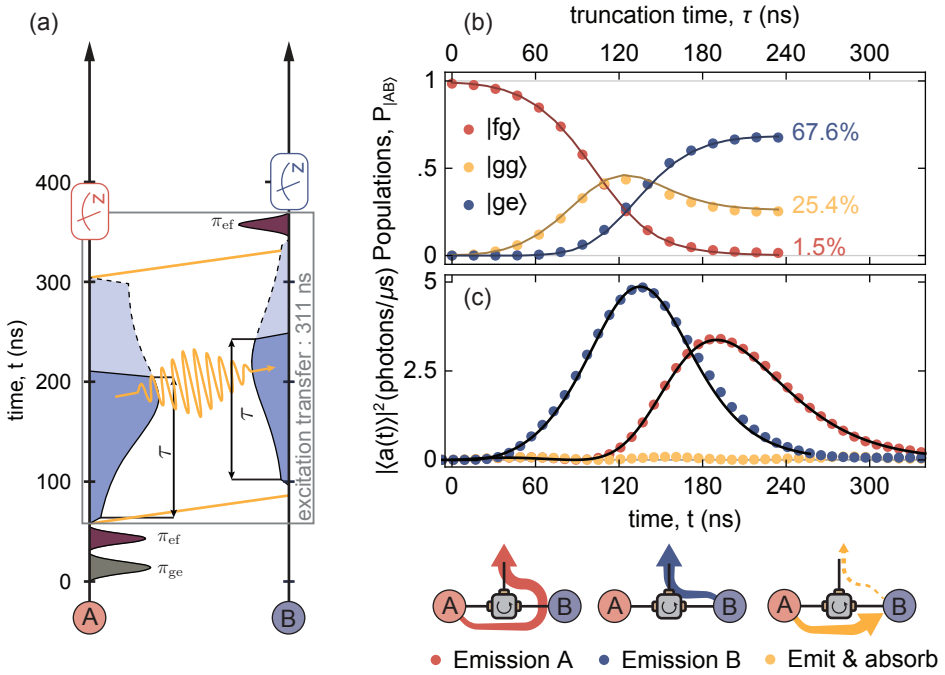 (a)
z
z
400
300
200
100
0
time, t (ns)
π_ef
τ
τ
excitation transfer : 311 ns
π_ef
π_ge
A
B
(b)
truncation time, τ (ns)
0 60 120 180 240 300
Populations, P_|AB⟩
1
.5
0
|fg⟩
|gg⟩
|ge⟩
67.6%
25.4%
1.5%
(c)
|⟨a(t)⟩|² (photons/μs)
5
2.5
0
0 60 120 180 240 300
time, t (ns)
A B
A B
A B
Emission A
Emission B
Emit & absorb